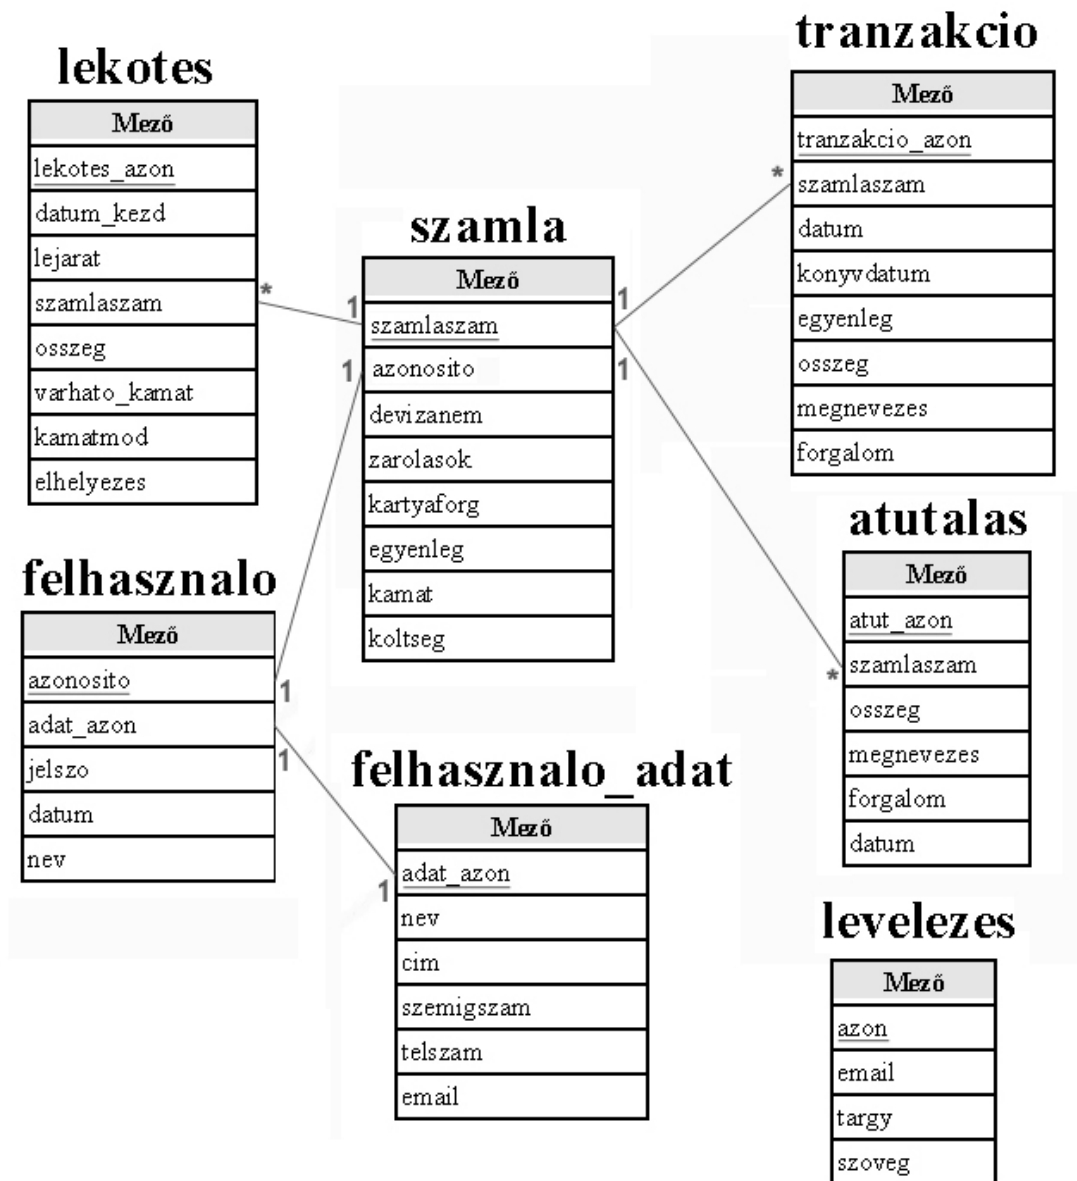 lekotes
Mező
lekotes_azon
datum_kezd
lejarat
szamlaszam
osszeg
varhato_kamat
kamatmod
elhelyezes
*
1
szamla
Mező
szamlaszam
azonosito
devizanem
zarolasok
kartyaforg
egyenleg
kamat
koltseg
1
1
1
tranzakcio
Mező
tranzakcio_azon
szamlaszam
datum
konyvdatum
egyenleg
osszeg
megnevezes
forgalom
*
atutalas
Mező
atut_azon
szamlaszam
osszeg
megnevezes
forgalom
datum
*
felhasznalo
Mező
azonosito
adat_azon
jelszo
datum
nev
1
1
felhasznalo_adat
Mező
adat_azon
nev
cim
szemigszam
telszam
email
1
levelezes
Mező
azon
email
targy
szoveg